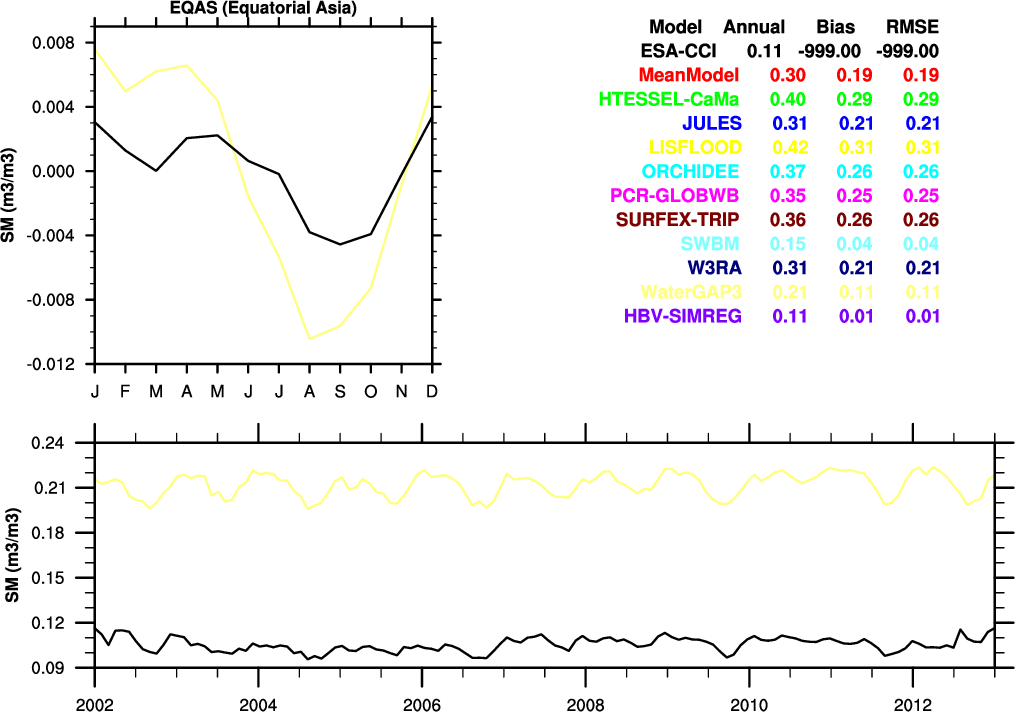 EQAS (Equatorial Asia)
0.008
0.004
0.000
-0.004
-0.008
-0.012
SM (m3/m3)
J F M A M J J A S O N D
Model Annual Bias RMSE
ESA-CCI 0.11 -999.00 -999.00
MeanModel 0.30 0.19 0.19
HTESSEL-CaMa 0.40 0.29 0.29
JULES 0.31 0.21 0.21
LISFLOOD 0.42 0.31 0.31
ORCHIDEE 0.37 0.26 0.26
PCR-GLOBWB 0.35 0.25 0.25
SURFEX-TRIP 0.36 0.26 0.26
SWBM 0.15 0.04 0.04
W3RA 0.31 0.21 0.21
WaterGAP3 0.21 0.11 0.11
HBV-SIMREG 0.11 0.01 0.01
0.24
0.21
0.18
0.15
0.12
0.09
SM (m3/m3)
2002 2004 2006 2008 2010 2012